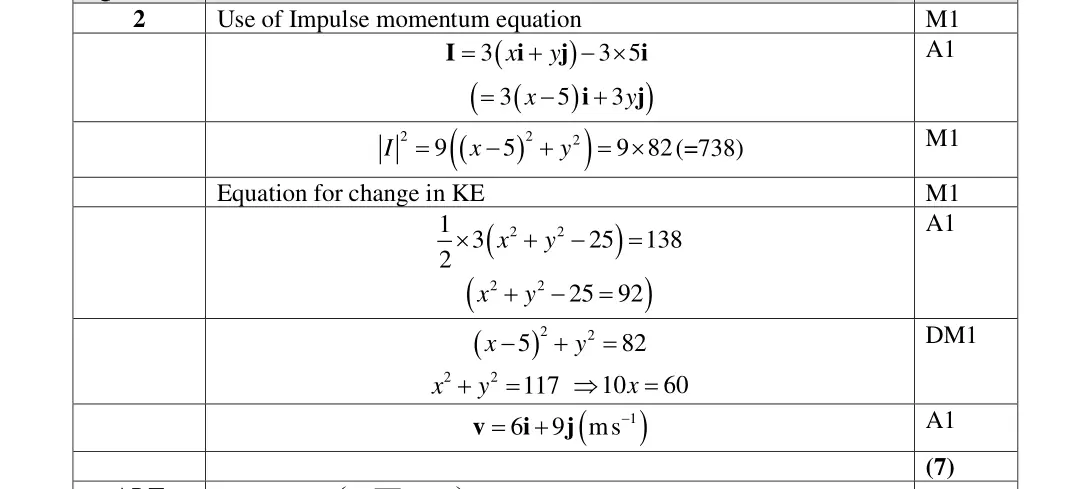 2 Use of Impulse momentum equation M1
I = 3(xi + yj) − 3×5i A1
(= 3(x−5)i + 3yj)
|I|² = 9((x−5)² + y²) = 9×82(=738) M1
Equation for change in KE M1
1/2 ×3(x² + y² − 25) = 138 A1
(x² + y² − 25 = 92)
(x−5)² + y² = 82 DM1
x² + y² = 117 ⇒10x = 60
v = 6i + 9j (m s⁻¹) A1
(7)